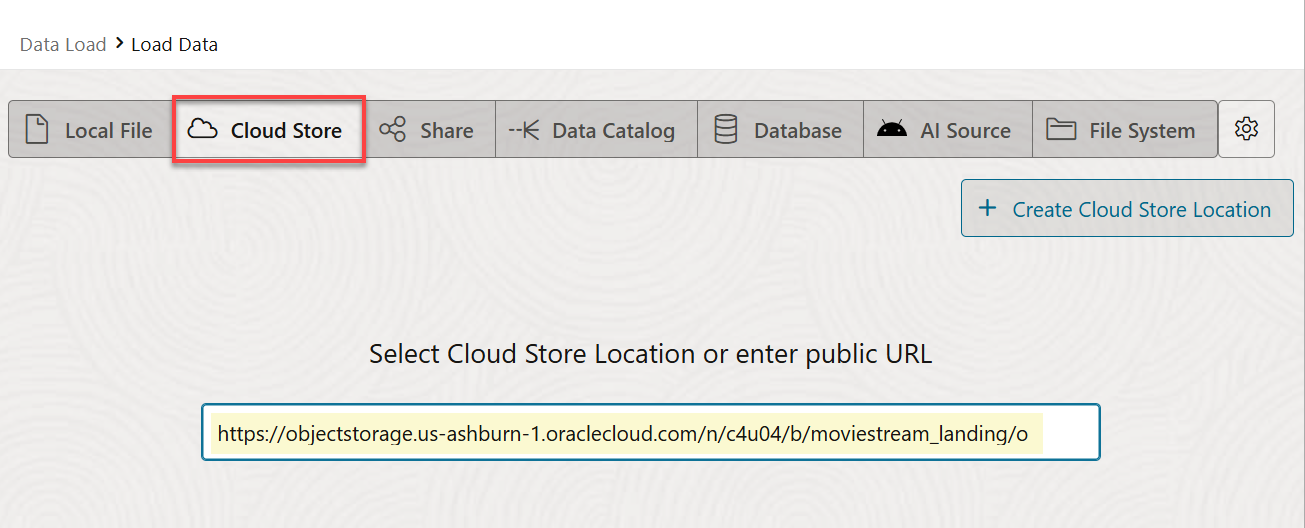 Data Load > Load Data
Local File Cloud Store Share Data Catalog Database AI Source File System
+ Create Cloud Store Location
Select Cloud Store Location or enter public URL
https://objectstorage.us-ashburn-1.oraclecloud.com/n/c4u04/b/moviestream_landing/o